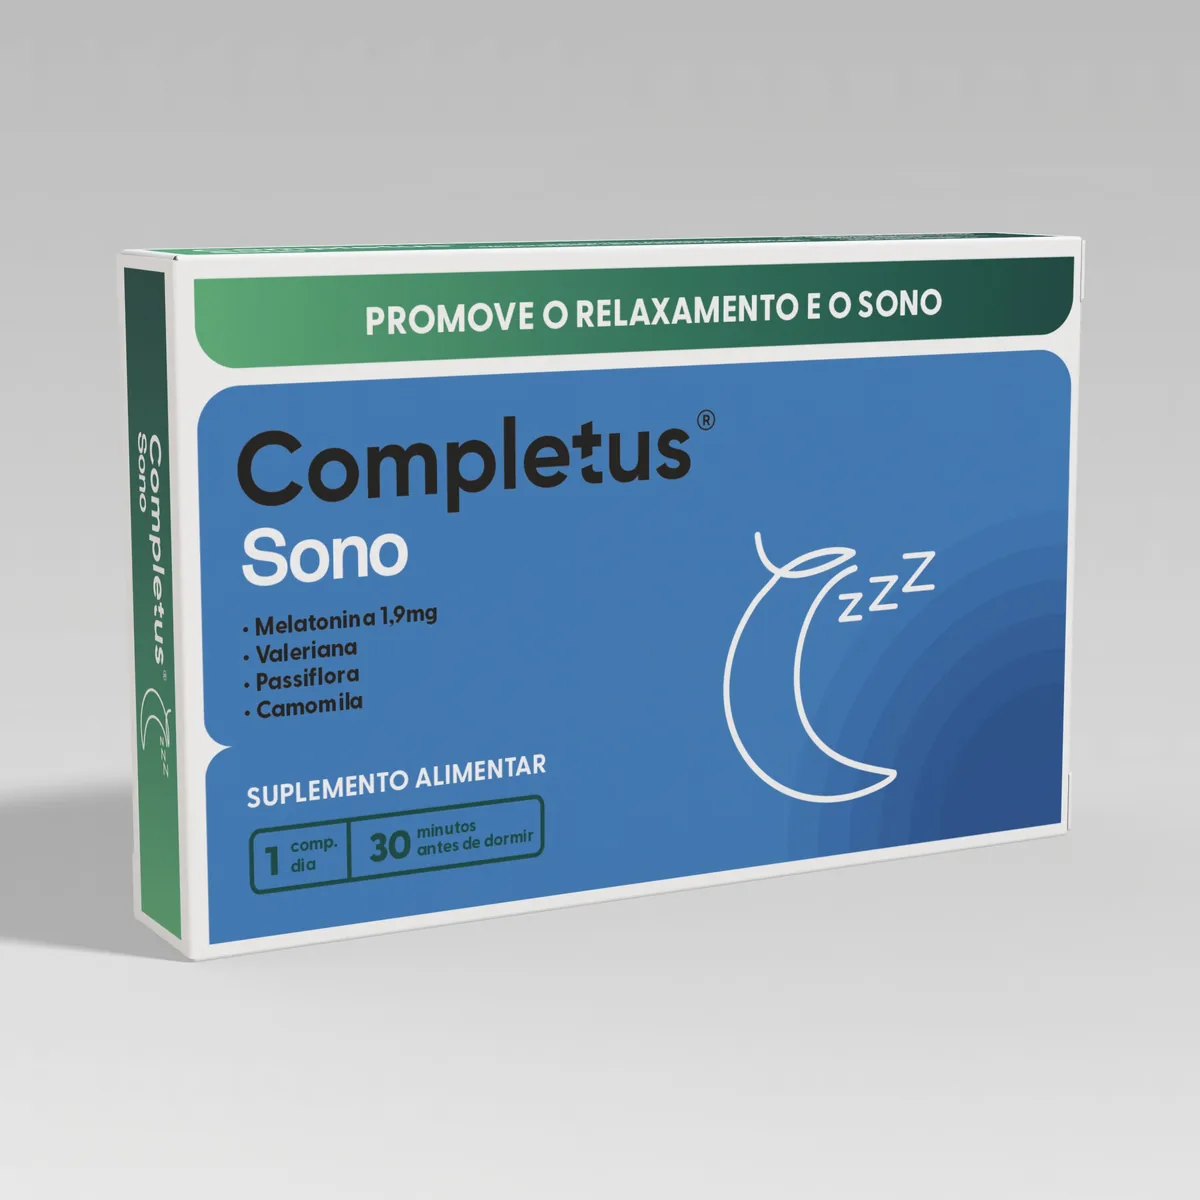 PROMOVE O RELAXAMENTO E O SONO
Completus®
Sono
• Melatonina 1,9mg
• Valeriana
• Passiflora
• Camomila
zzz
SUPLEMENTO ALIMENTAR
1 comp. dia
30 minutos antes de dormir
Completus®
Sono
zzz